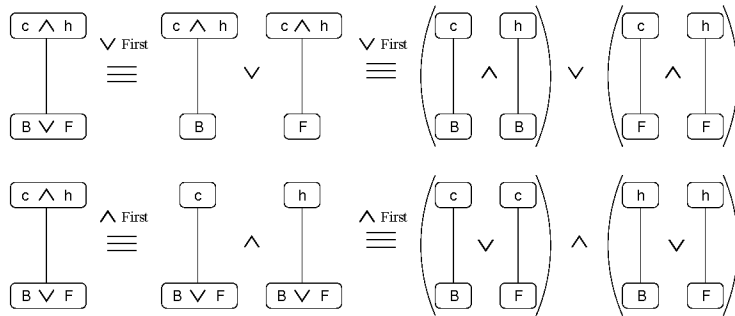 c ∧ h ∨ First c ∧ h c ∧ h ∨ First c h c h
≡ ∨ ≡ ( ∧ ) ∨ ( ∧ )
B ∨ F B F B B F F
c ∧ h ∧ First c h ∧ First c c h h
≡ ∧ ≡ ( ∨ ) ∧ ( ∨ )
B ∨ F B ∨ F B ∨ F B F B F